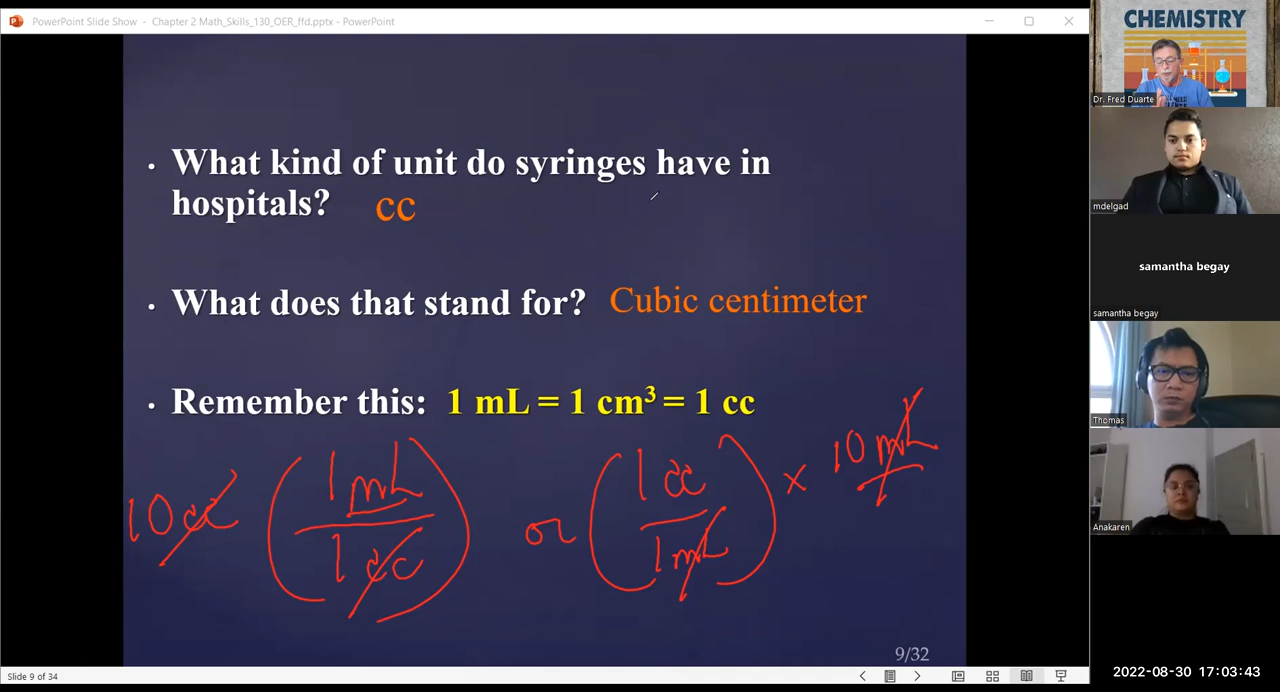 PowerPoint Slide Show - Chapter 2 Math_Skills_130_OER_ffd.pptx - PowerPoint
• What kind of unit do syringes have in
hospitals? cc
• What does that stand for? Cubic centimeter
• Remember this: 1 mL = 1 cm³ = 1 cc
10 cc (1 mL / 1 cc) or (1 cc / 1 mL) x 10 mL
9/32
Slide 9 of 34
CHEMISTRY
Dr. Fred Duarte
mdelgad
samantha begay
samantha begay
Thomas
Anakaren
2022-08-30 17:03:43